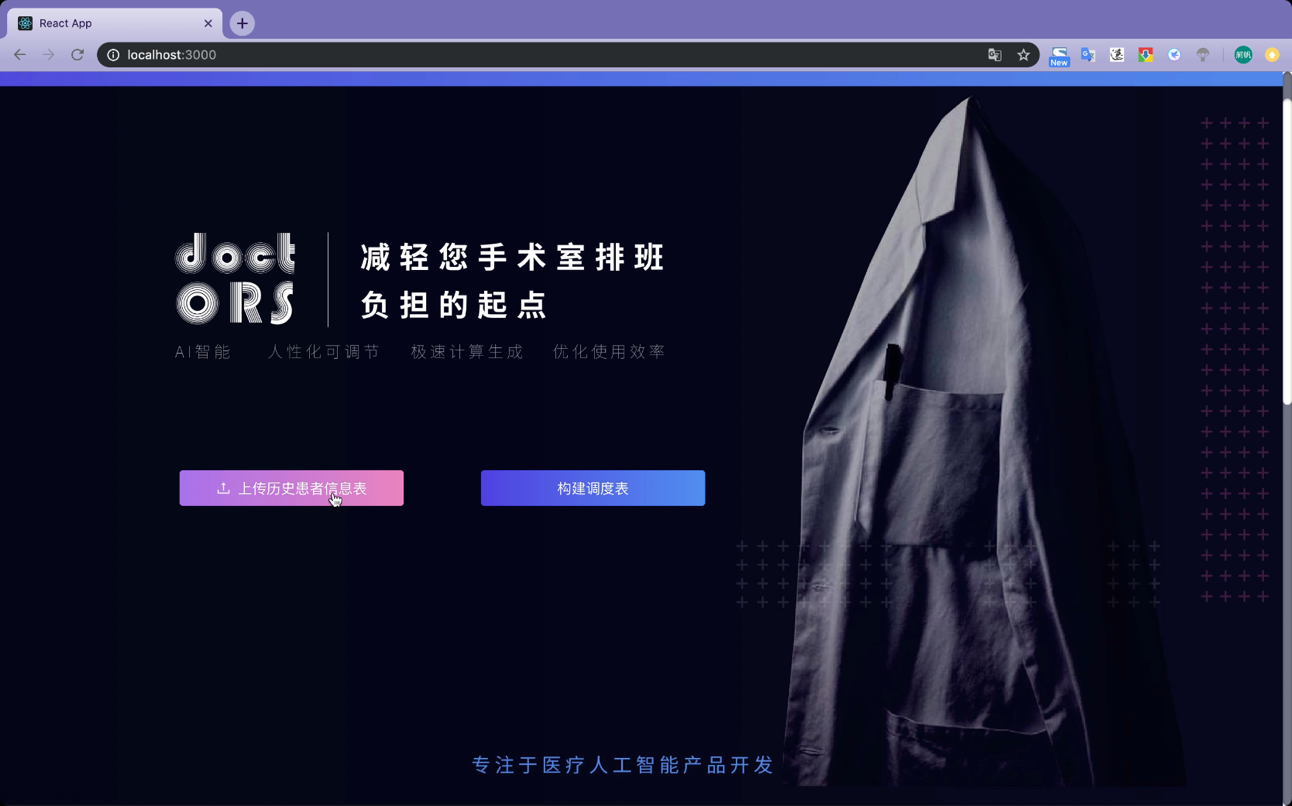 React App
localhost:3000
New
doct
ORS
减轻您手术室排班
负担的起点
AI智能 人性化可调节 极速计算生成 优化使用效率
上传历史患者信息表 构建调度表
专注于医疗人工智能产品开发